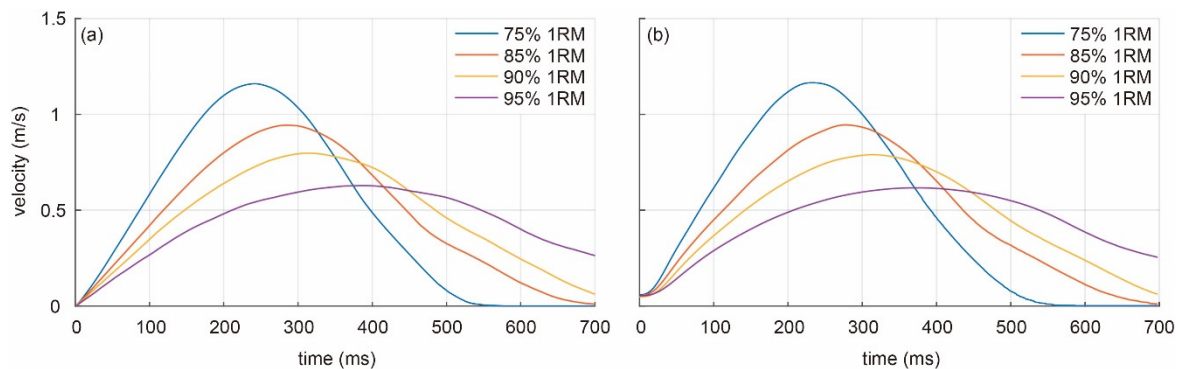 (a)
75% 1RM
85% 1RM
90% 1RM
95% 1RM
1.5
1
0.5
0
velocity (m/s)
0 100 200 300 400 500 600 700
time (ms)
(b)
75% 1RM
85% 1RM
90% 1RM
95% 1RM
0 100 200 300 400 500 600 700
time (ms)